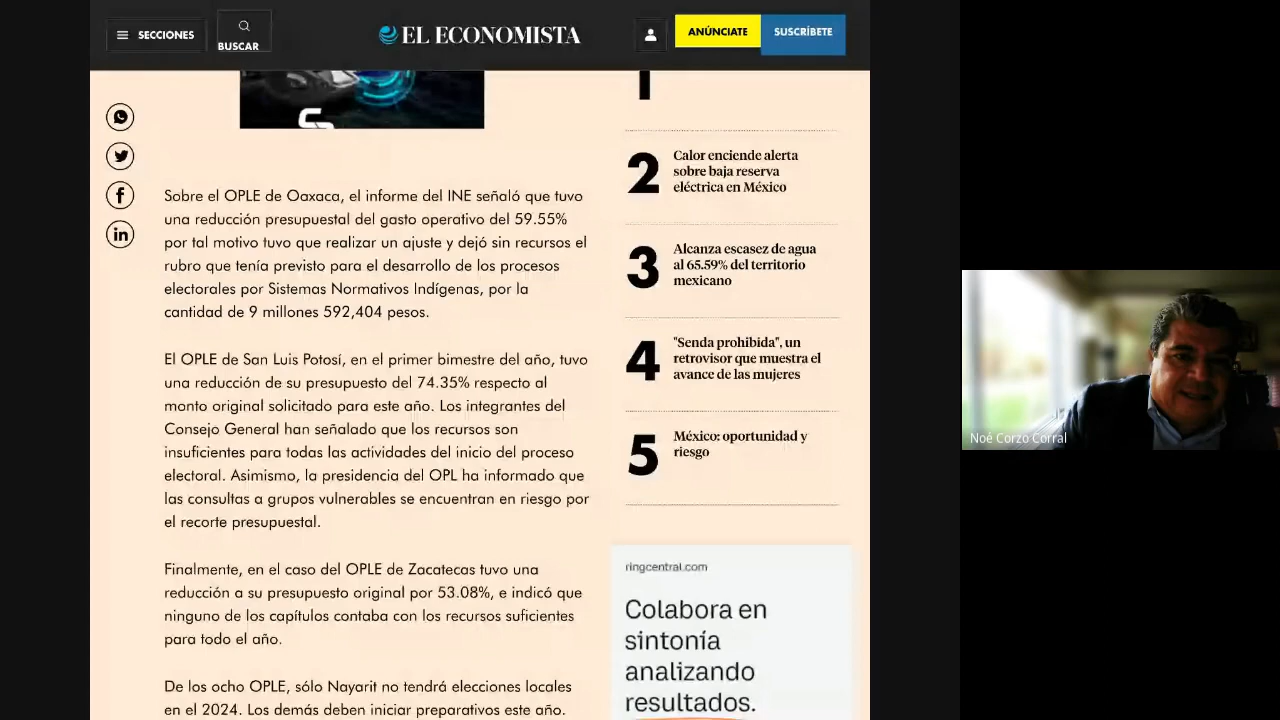 SECCIONES
BUSCAR
EL ECONOMISTA
ANÚNCIATE
SUSCRÍBETE
Sobre el OPLE de Oaxaca, el informe del INE señaló que tuvo
una reducción presupuestal del gasto operativo del 59.55%
por tal motivo tuvo que realizar un ajuste y dejó sin recursos el
rubro que tenía previsto para el desarrollo de los procesos
electorales por Sistemas Normativos Indígenas, por la
cantidad de 9 millones 592,404 pesos.
El OPLE de San Luis Potosí, en el primer bimestre del año, tuvo
una reducción de su presupuesto del 74.35% respecto al
monto original solicitado para este año. Los integrantes del
Consejo General han señalado que los recursos son
insuficientes para todas las actividades del inicio del proceso
electoral. Asimismo, la presidencia del OPL ha informado que
las consultas a grupos vulnerables se encuentran en riesgo por
el recorte presupuestal.
Finalmente, en el caso del OPLE de Zacatecas tuvo una
reducción a su presupuesto original por 53.08%, e indicó que
ninguno de los capítulos contaba con los recursos suficientes
para todo el año.
De los ocho OPLE, sólo Nayarit no tendrá elecciones locales
en el 2024. Los demás deben iniciar preparativos este año.
2
Calor enciende alerta
sobre baja reserva
eléctrica en México
3
Alcanza escasez de agua
al 65.59% del territorio
mexicano
4
"Senda prohibida", un
retrovisor que muestra el
avance de las mujeres
5
México: oportunidad y
riesgo
ringcentral.com
Colabora en
sintonía
analizando
resultados.
Noé Corzo Corral